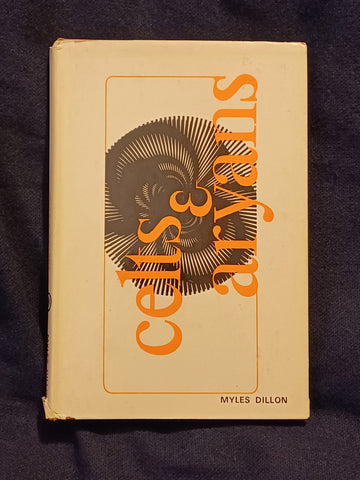 celts
&
aryans
MYLES DILLON